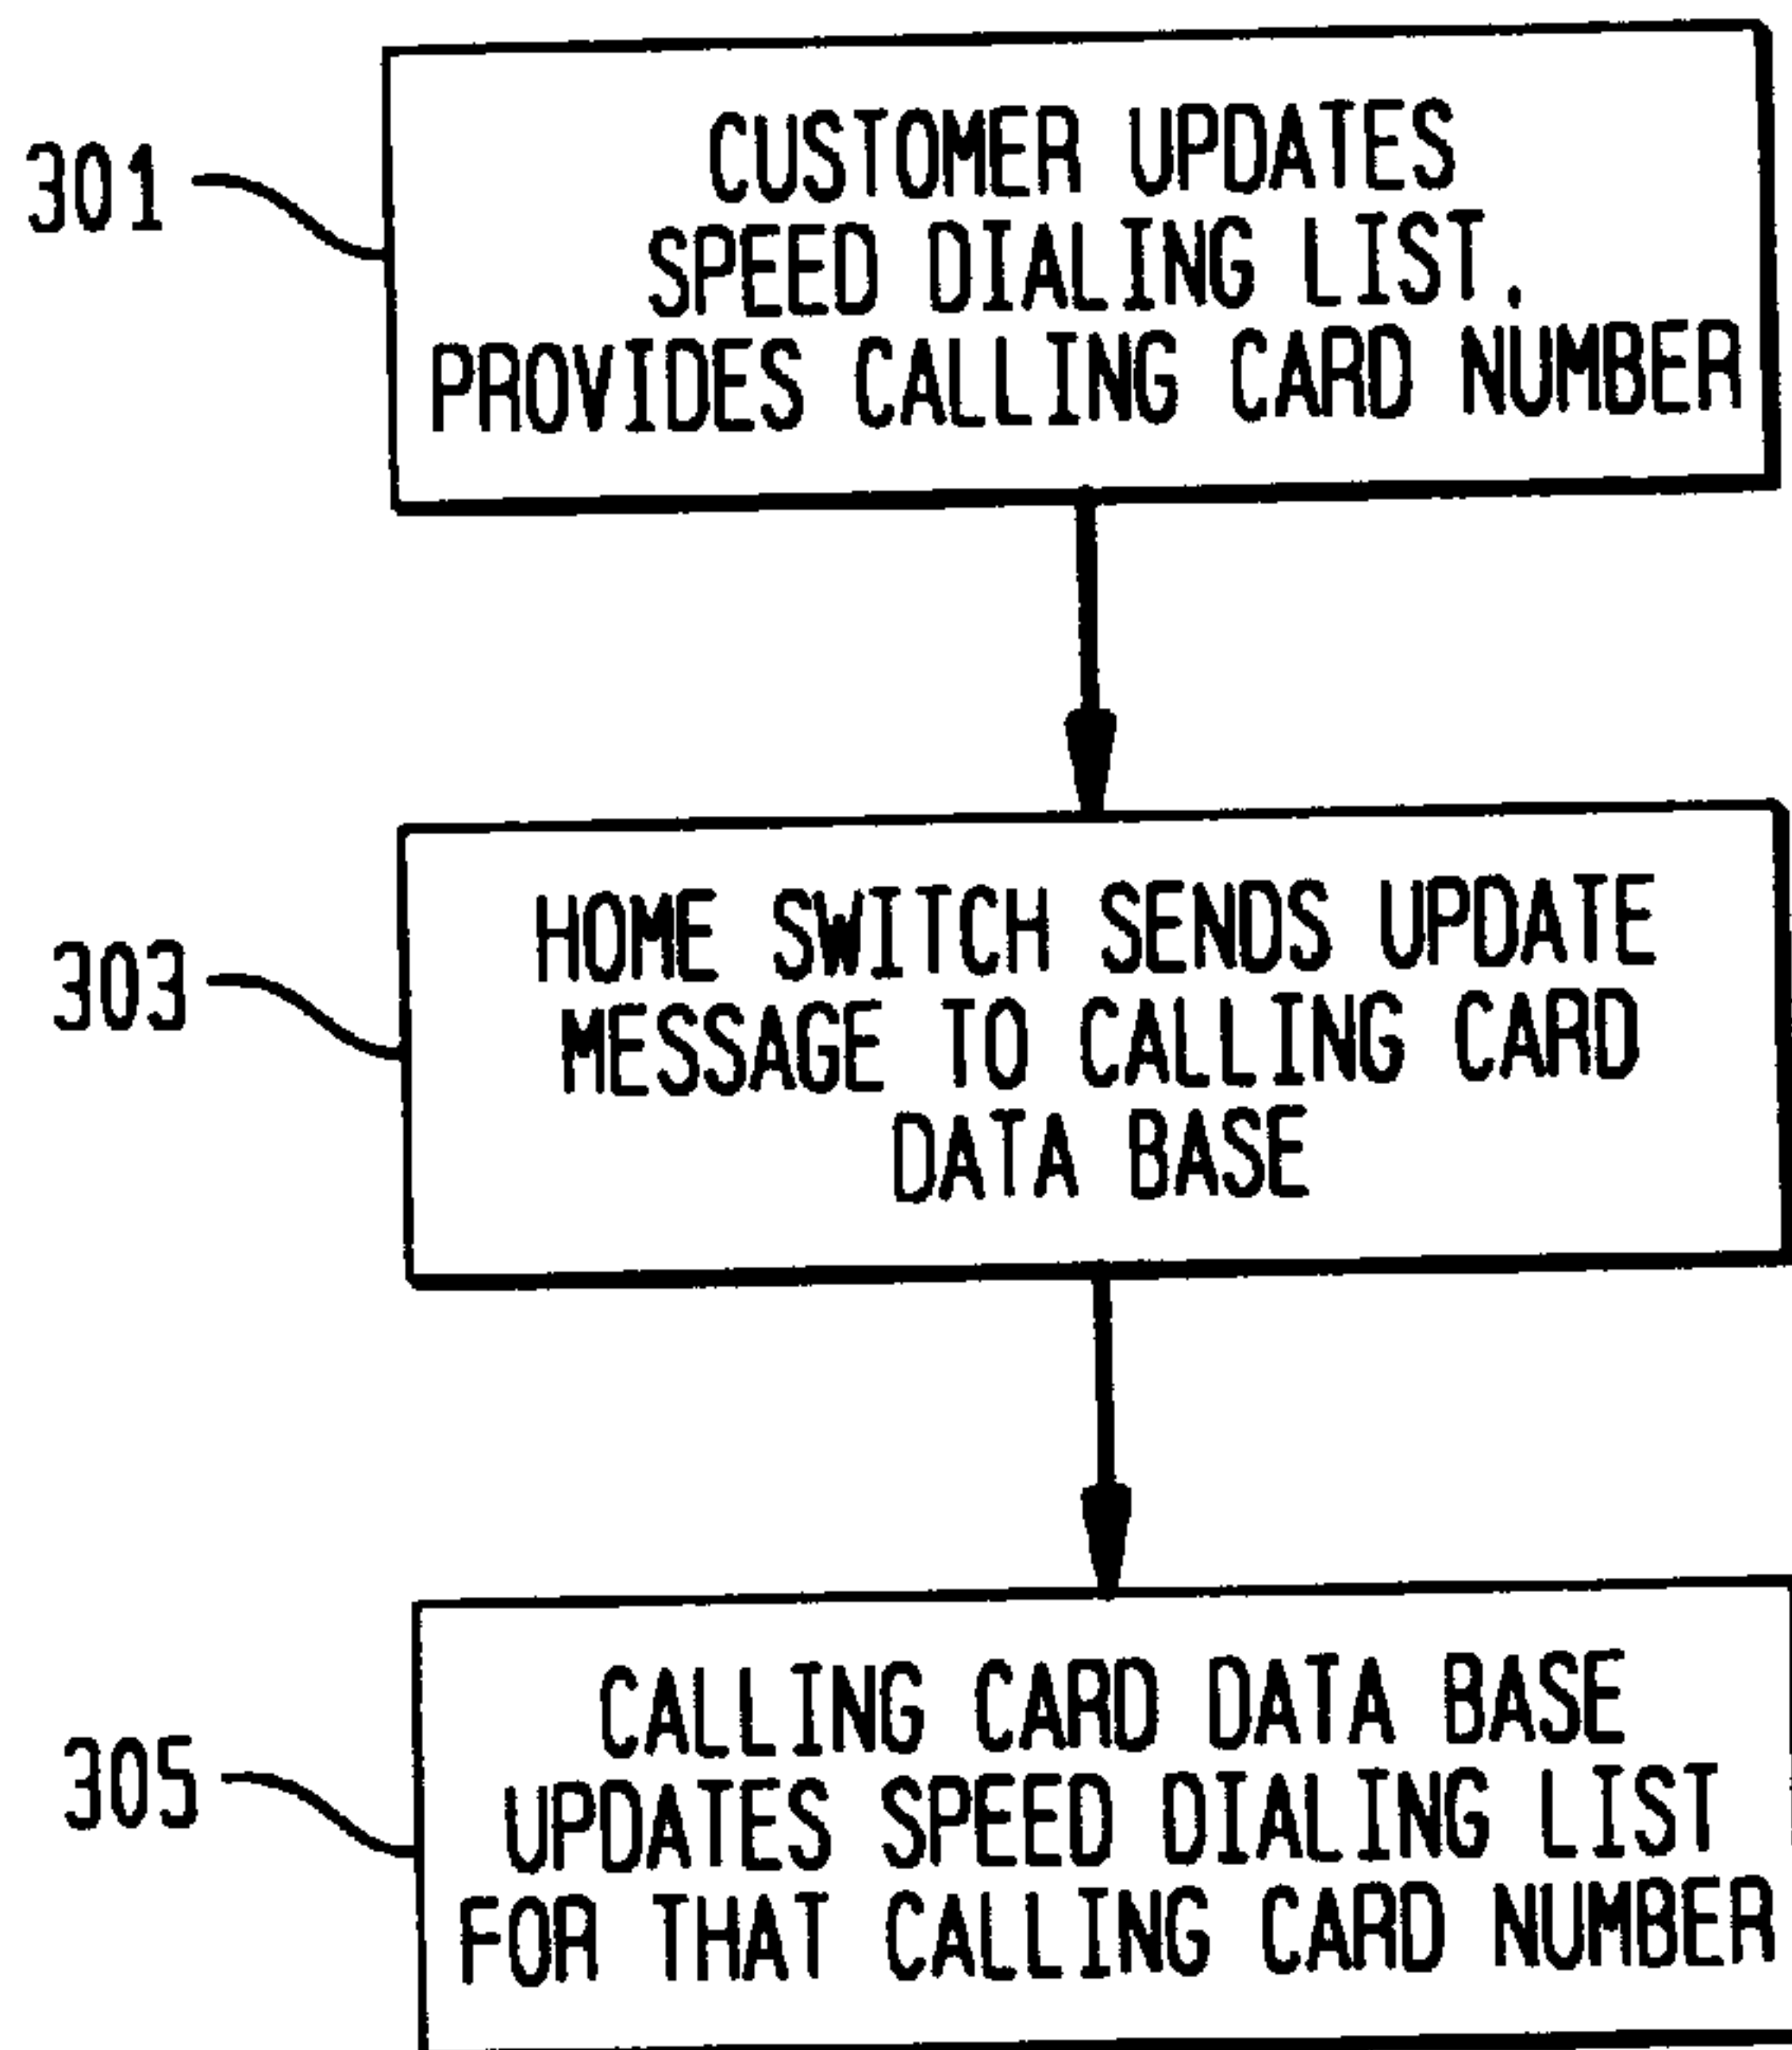 301
CUSTOMER UPDATES
SPEED DIALING LIST.
PROVIDES CALLING CARD NUMBER
303
HOME SWITCH SENDS UPDATE
MESSAGE TO CALLING CARD
DATA BASE
305
CALLING CARD DATA BASE
UPDATES SPEED DIALING LIST
FOR THAT CALLING CARD NUMBER